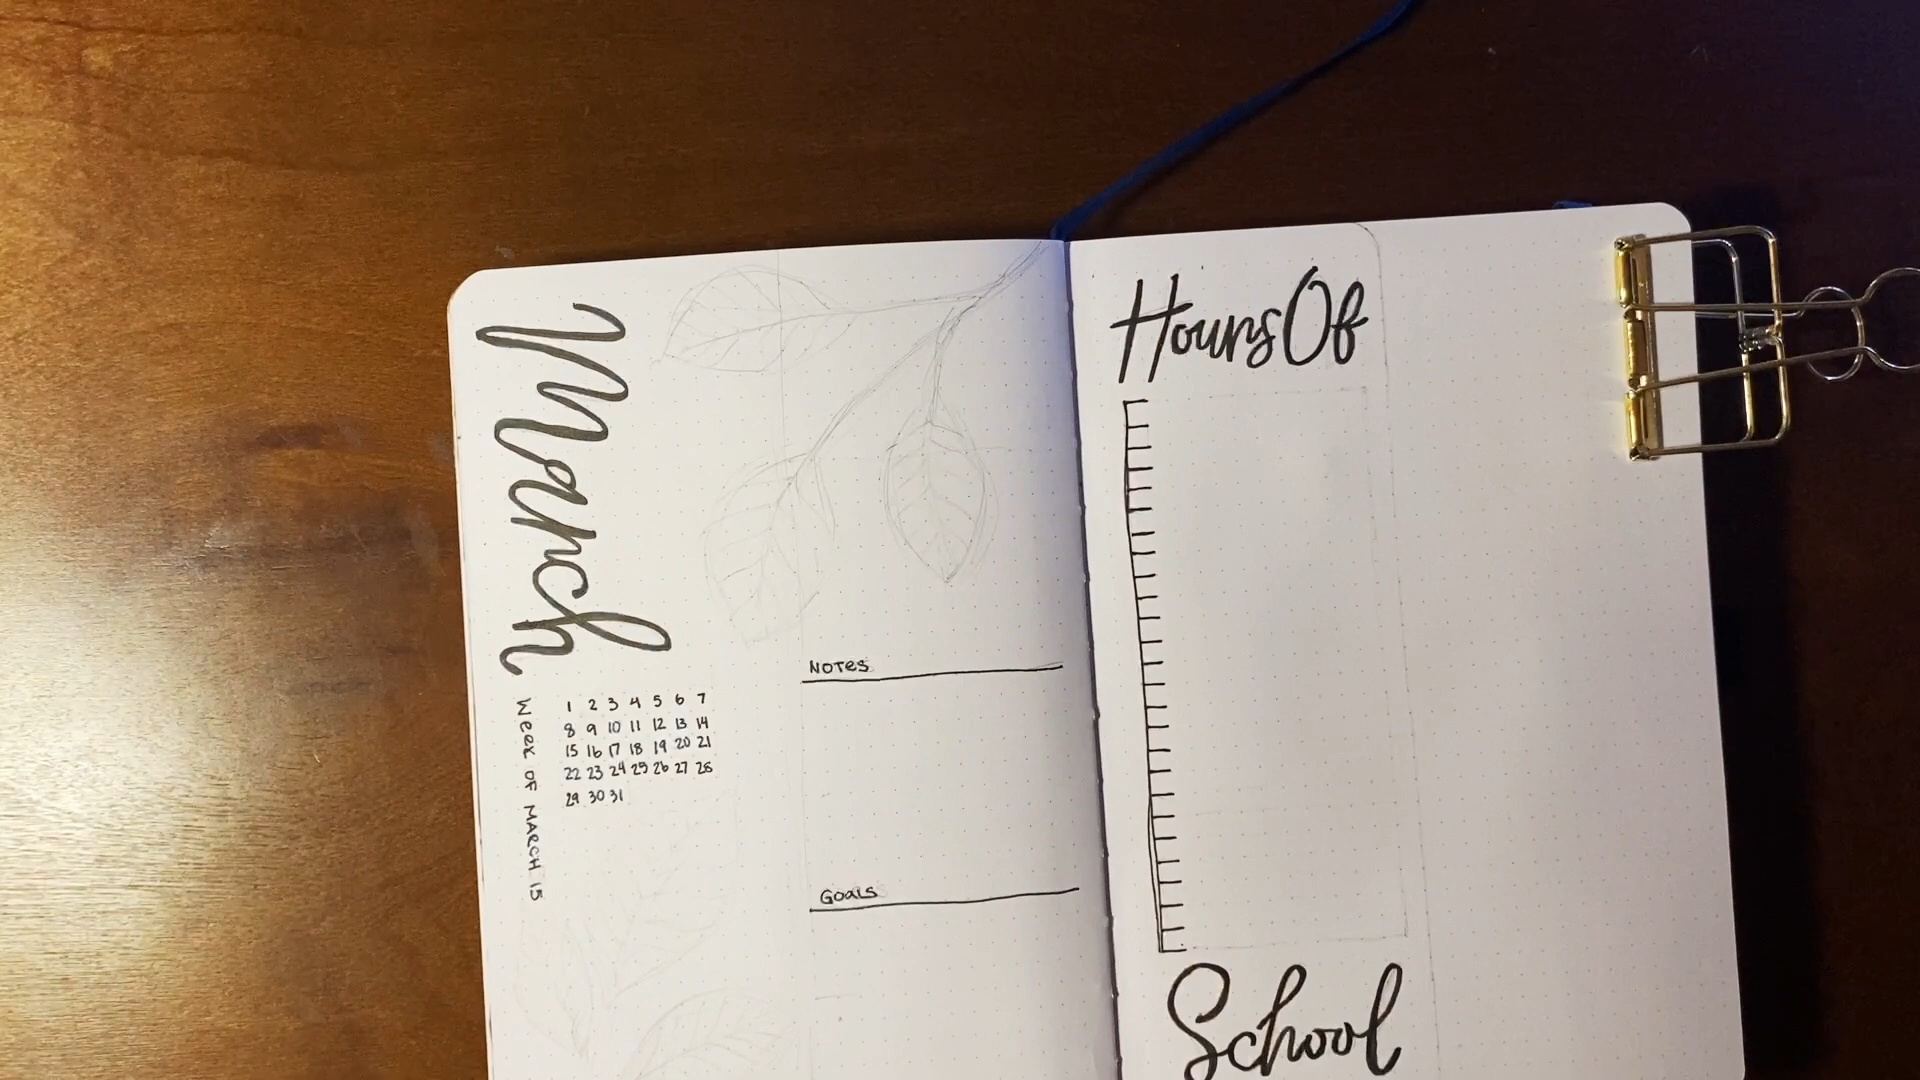 March
Week of MARCH 15
1 2 3 4 5 6 7
8 9 10 11 12 13 14
15 16 17 18 19 20 21
22 23 24 25 26 27 28
29 30 31
Notes
Goals
Hours Of
School